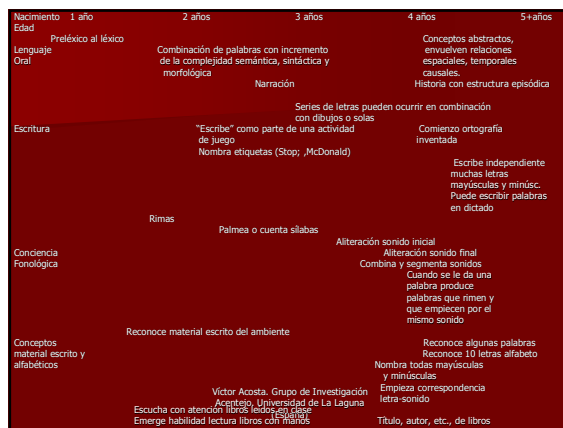 Nacimiento 1 año 2 años 3 años 4 años 5+años
Edad
Preléxico al léxico
Lenguaje
Oral
Combinación de palabras con incremento
de la complejidad semántica, sintáctica y
morfológica
Conceptos abstractos,
envuelven relaciones
espaciales, temporales
causales.
Narración
Historia con estructura episódica
Series de letras pueden ocurrir en combinación
con dibujos o solas
Escritura
“Escribe” como parte de una actividad
de juego
Nombra etiquetas (Stop; ,McDonald)
Comienzo ortografía
inventada
Escribe independiente
muchas letras
mayúsculas y minúsc.
Puede escribir palabras
en dictado
Rimas
Palmea o cuenta sílabas
Aliteración sonido inicial
Conciencia
Fonológica
Aliteración sonido final
Combina y segmenta sonidos
Cuando se le da una
palabra produce
palabras que rimen y
que empiecen por el
mismo sonido
Reconoce material escrito del ambiente
Conceptos
material escrito y
alfabéticos
Reconoce algunas palabras
Reconoce 10 letras alfabeto
Nombra todas mayúsculas
y minúsculas
Empieza correspondencia
letra-sonido
Víctor Acosta. Grupo de Investigación
Acentejo. Universidad de La Laguna
(España)
Escucha con atención libros leídos en clase
Emerge habilidad lectura libros con manos
Título, autor, etc., de libros